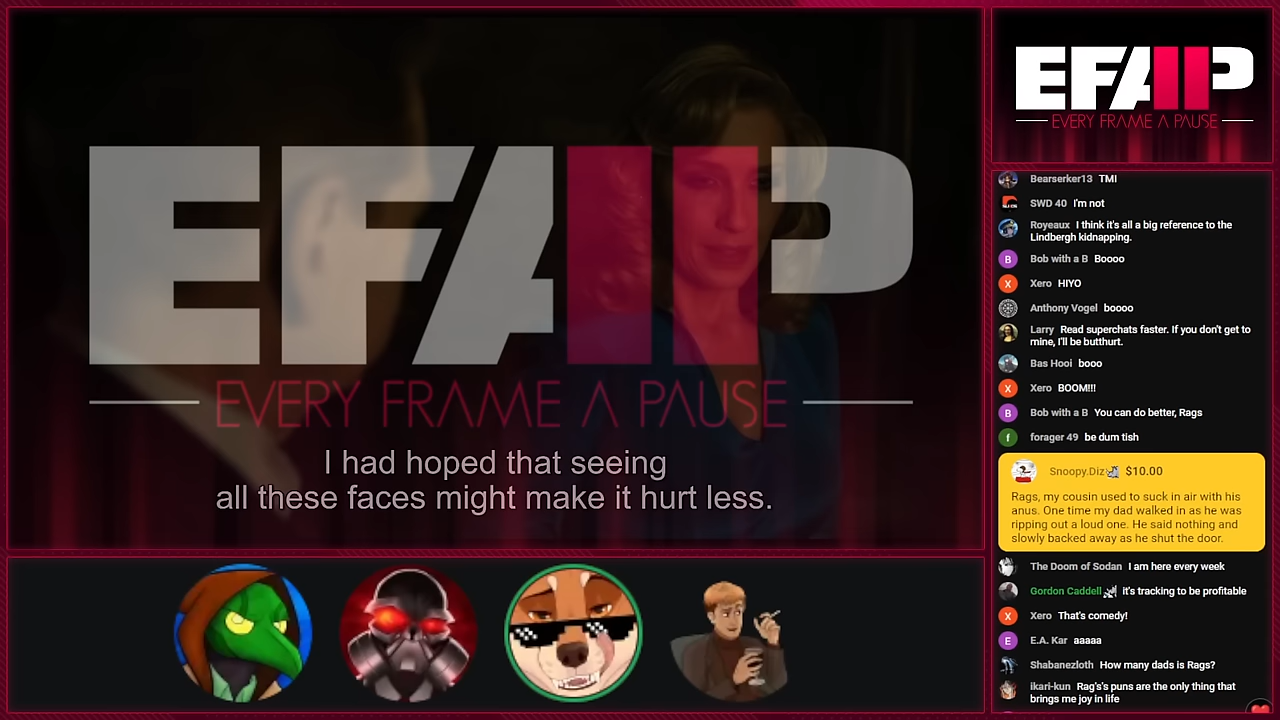 EFAP
EVERY FRAME A PAUSE
I had hoped that seeing
all these faces might make it hurt less.
EFAP
EVERY FRAME A PAUSE
Bearserker13 TMI
SWD 40 I'm not
Royeaux I think it's all a big reference to the
Lindbergh kidnapping.
B Bob with a B Boooo
X Xero HIYO
Anthony Vogel boooo
Larry Read superchats faster. If you don't get to
mine, I'll be butthurt.
Bas Hooi booo
X Xero BOOM!!!
B Bob with a B You can do better, Rags
f forager 49 be dum tish
Snoopy.Diz $10.00
Rags, my cousin used to suck in air with his
anus. One time my dad walked in as he was
ripping out a loud one. He said nothing and
slowly backed away as he shut the door.
The Doom of Sodan I am here every week
Gordon Caddell it's tracking to be profitable
X Xero That's comedy!
E E.A. Kar aaaaa
Shabanezloth How many dads is Rags?
ikari-kun Rag's's puns are the only thing that
brings me joy in life